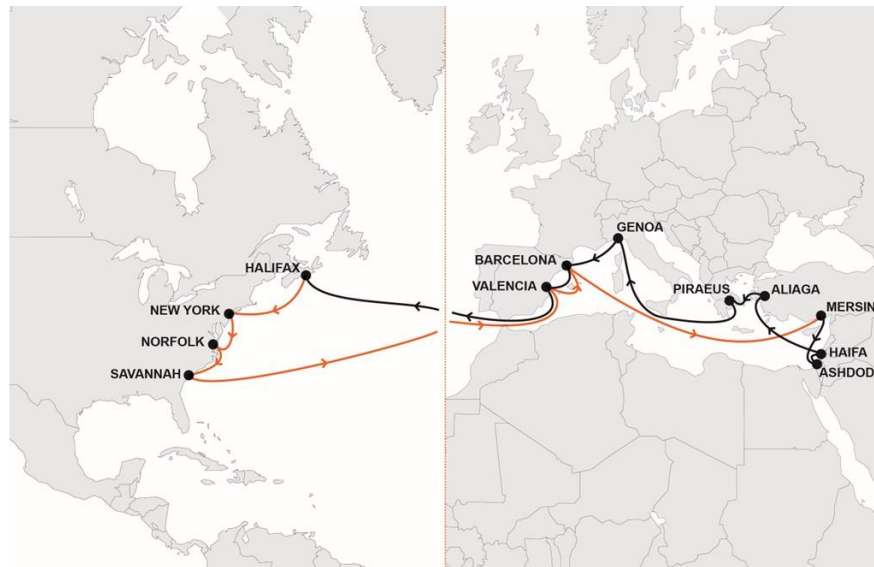 GENOA
BARCELONA
HALIFAX
VALENCIA
PIRAEUS
ALIAGA
NEW YORK
MERSIN
NORFOLK
HAIFA
SAVANNAH
ASHDOD